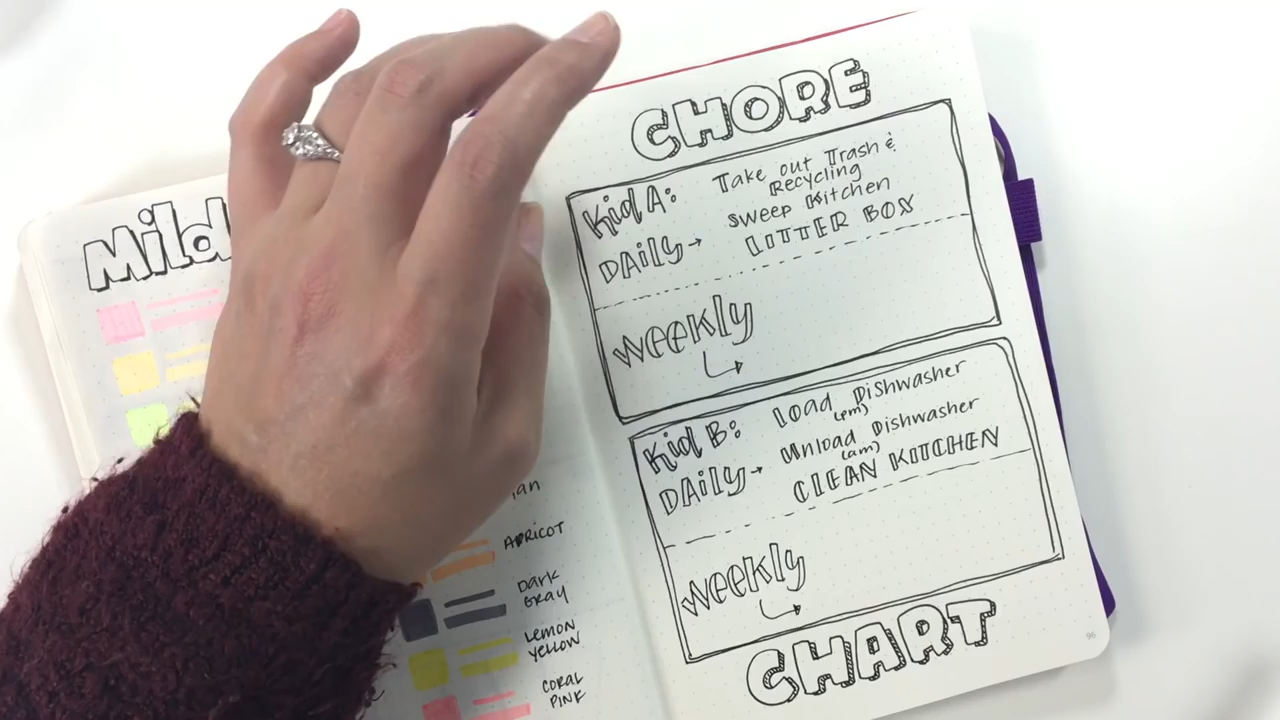 Mild
APRICOT
DARK
GRAY
LEMON
YELLOW
CORAL
PINK
CHORE
Kid A: Take out Trash &
Recycling
Sweep Kitchen
DAILY → LITTER BOX
WEEKLY
Kid B: Load Dishwasher
(pm)
Unload Dishwasher
(am)
DAILY → CLEAN KITCHEN
WEEKLY
CHART
96